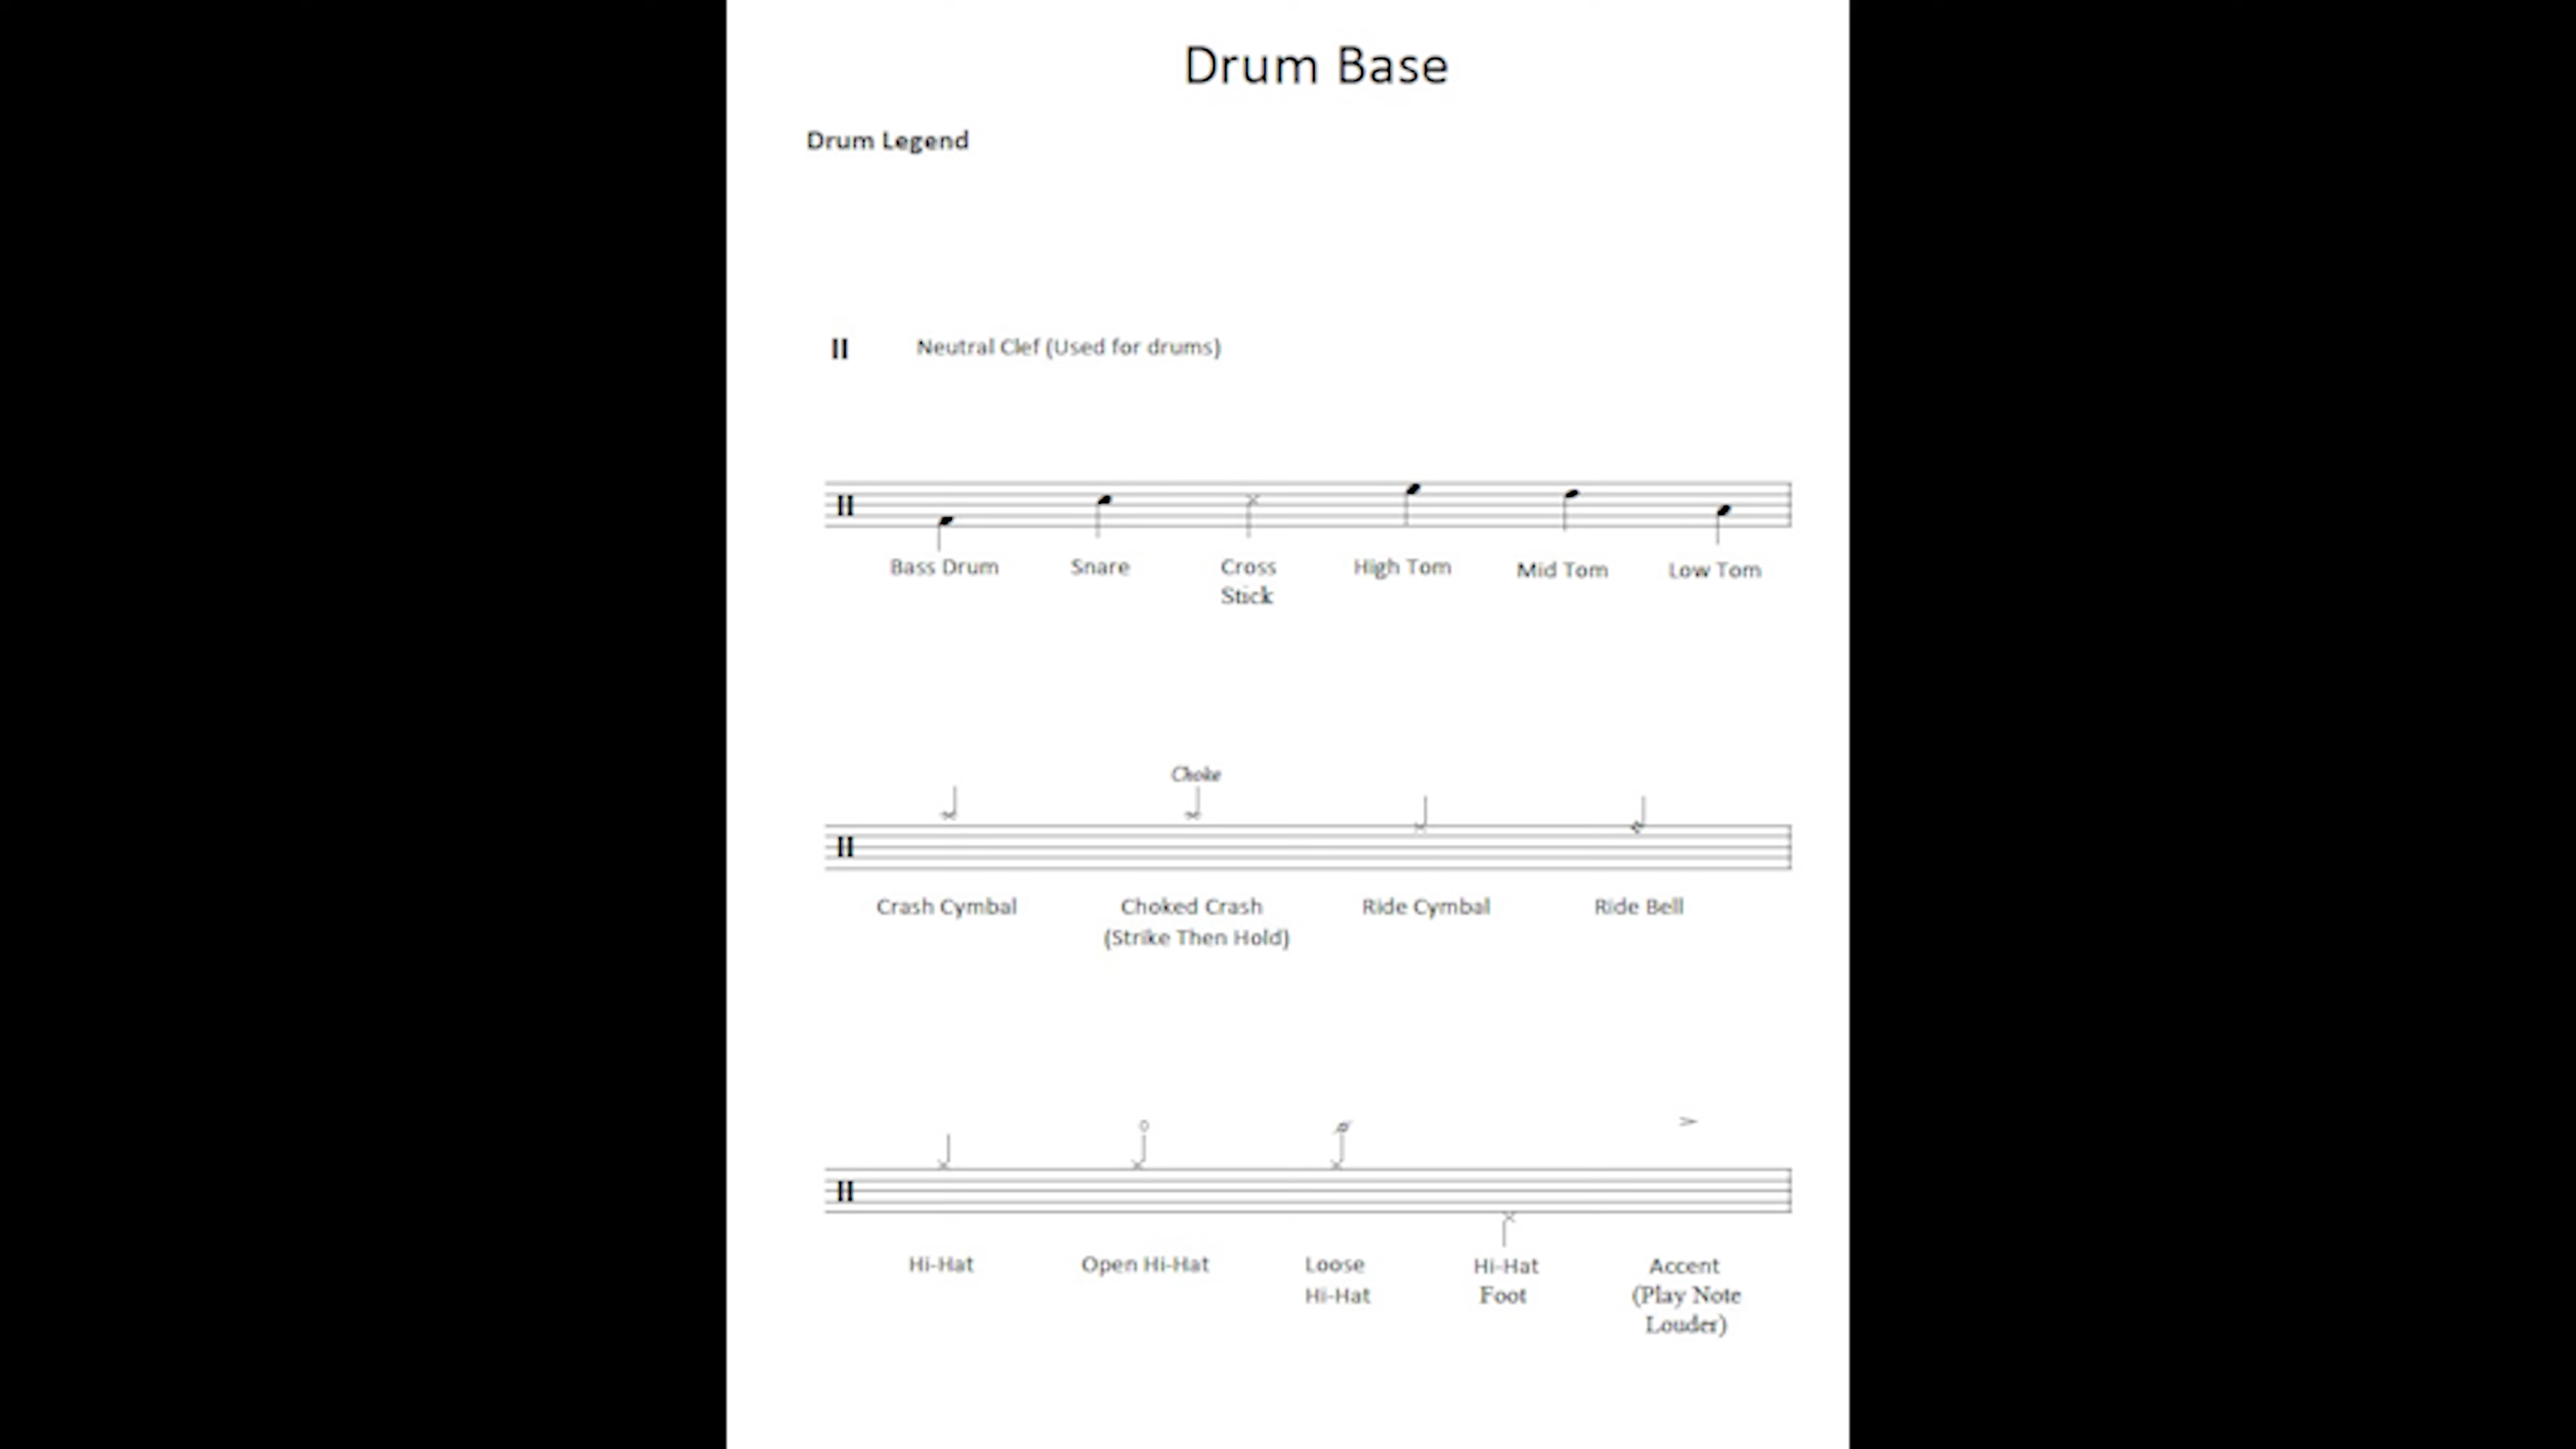 Drum Base
Drum Legend
Neutral Clef (Used for drums)
Bass Drum Snare Cross Stick High Tom Mid Tom Low Tom
Choke
Crash Cymbal Choked Crash Ride Cymbal Ride Bell
(Strike Then Hold)
Hi-Hat Open Hi-Hat Loose Hi-Hat Hi-Hat Foot Accent
(Play Note
Louder)